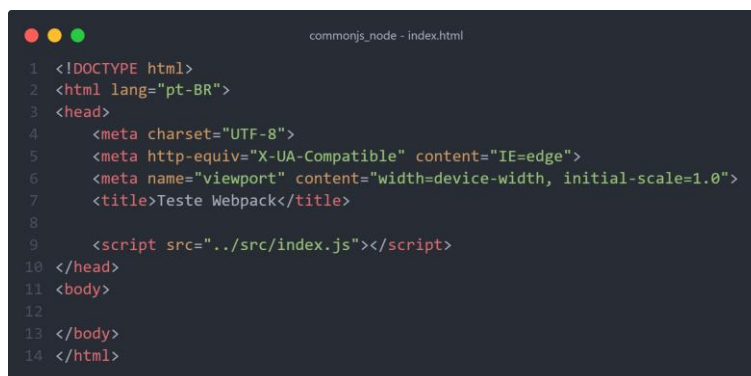 commonjs_node - index.html
1 <!DOCTYPE html>
2 <html lang="pt-BR">
3 <head>
4     <meta charset="UTF-8">
5     <meta http-equiv="X-UA-Compatible" content="IE=edge">
6     <meta name="viewport" content="width=device-width, initial-scale=1.0">
7     <title>Teste Webpack</title>
8
9     <script src="../src/index.js"></script>
10 </head>
11 <body>
12
13 </body>
14 </html>